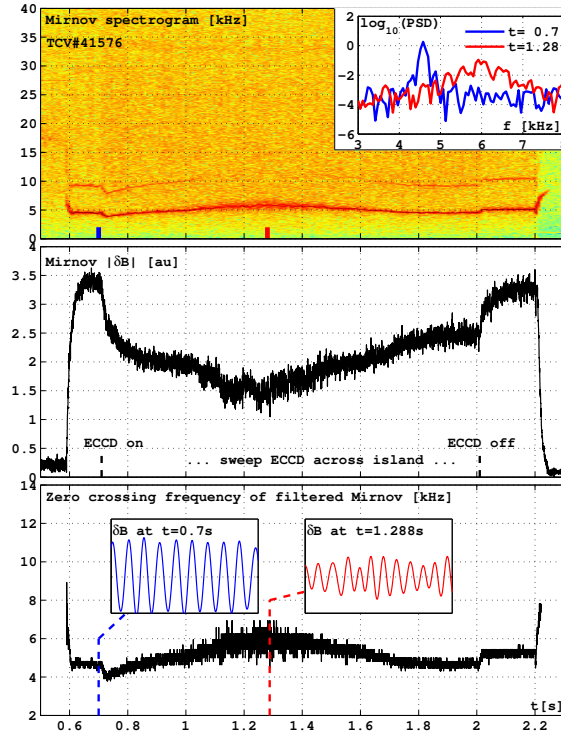 Mirnov spectrogram [kHz]
TCV#41576
40
35
30
25
20
15
10
5
0
log10(PSD)
t= 0.7
t=1.28
2
0
−2
−4
−6
3 4 5 6 7
f [kHz]
Mirnov |δB| [au]
3.5
3
2.5
2
1.5
1
0.5
0
ECCD on
... sweep ECCD across island ...
ECCD off
Zero crossing frequency of filtered Mirnov [kHz]
14
12
10
8
6
4
2
δB at t=0.7s
δB at t=1.288s
0.6 0.8 1 1.2 1.4 1.6 1.8 2 2.2
t[s]